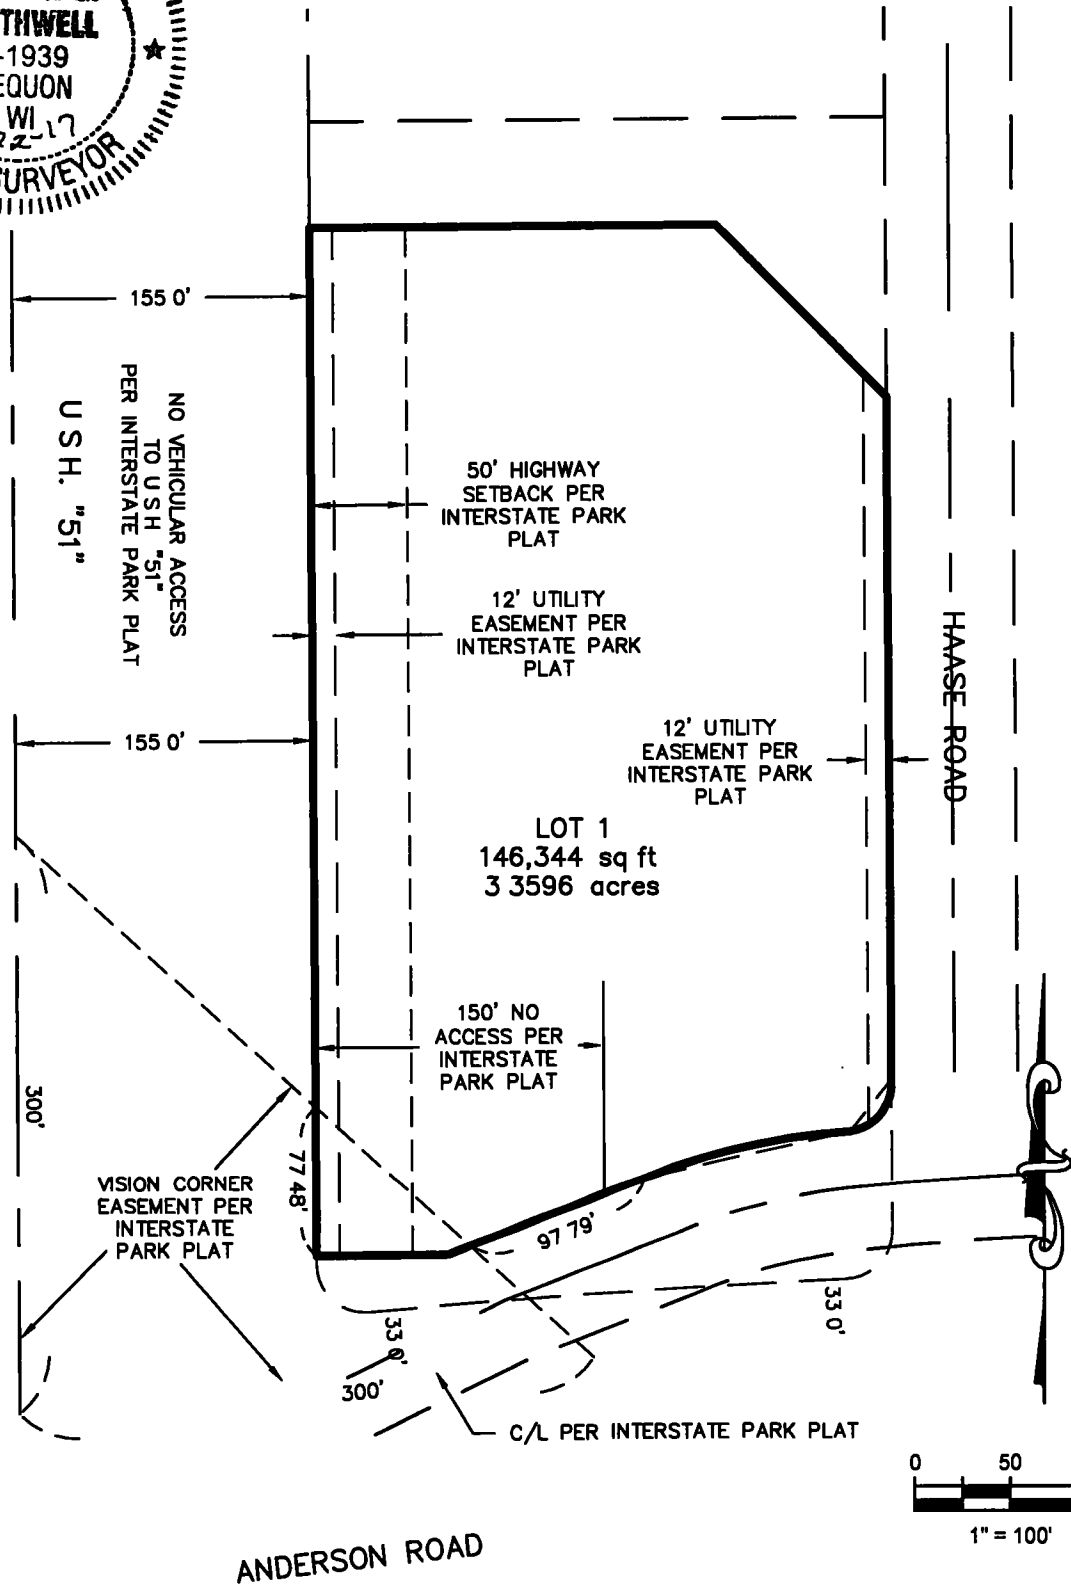 THWELL
-1939
EQUON
WI
22-17
SURVEYOR
155 0'
NO VEHICULAR ACCESS
TO U S H "51"
PER INTERSTATE PARK PLAT
U S H. "51"
50' HIGHWAY
SETBACK PER
INTERSTATE PARK
PLAT
12' UTILITY
EASEMENT PER
INTERSTATE PARK
PLAT
HAASE ROAD
155 0'
12' UTILITY
EASEMENT PER
INTERSTATE PARK
PLAT
LOT 1
146,344 sq ft
3 3596 acres
150' NO
ACCESS PER
INTERSTATE
PARK PLAT
300'
77 48'
VISION CORNER
EASEMENT PER
INTERSTATE
PARK PLAT
97 79'
33 0'
33 0'
300'
C/L PER INTERSTATE PARK PLAT
0 50
1" = 100'
ANDERSON ROAD